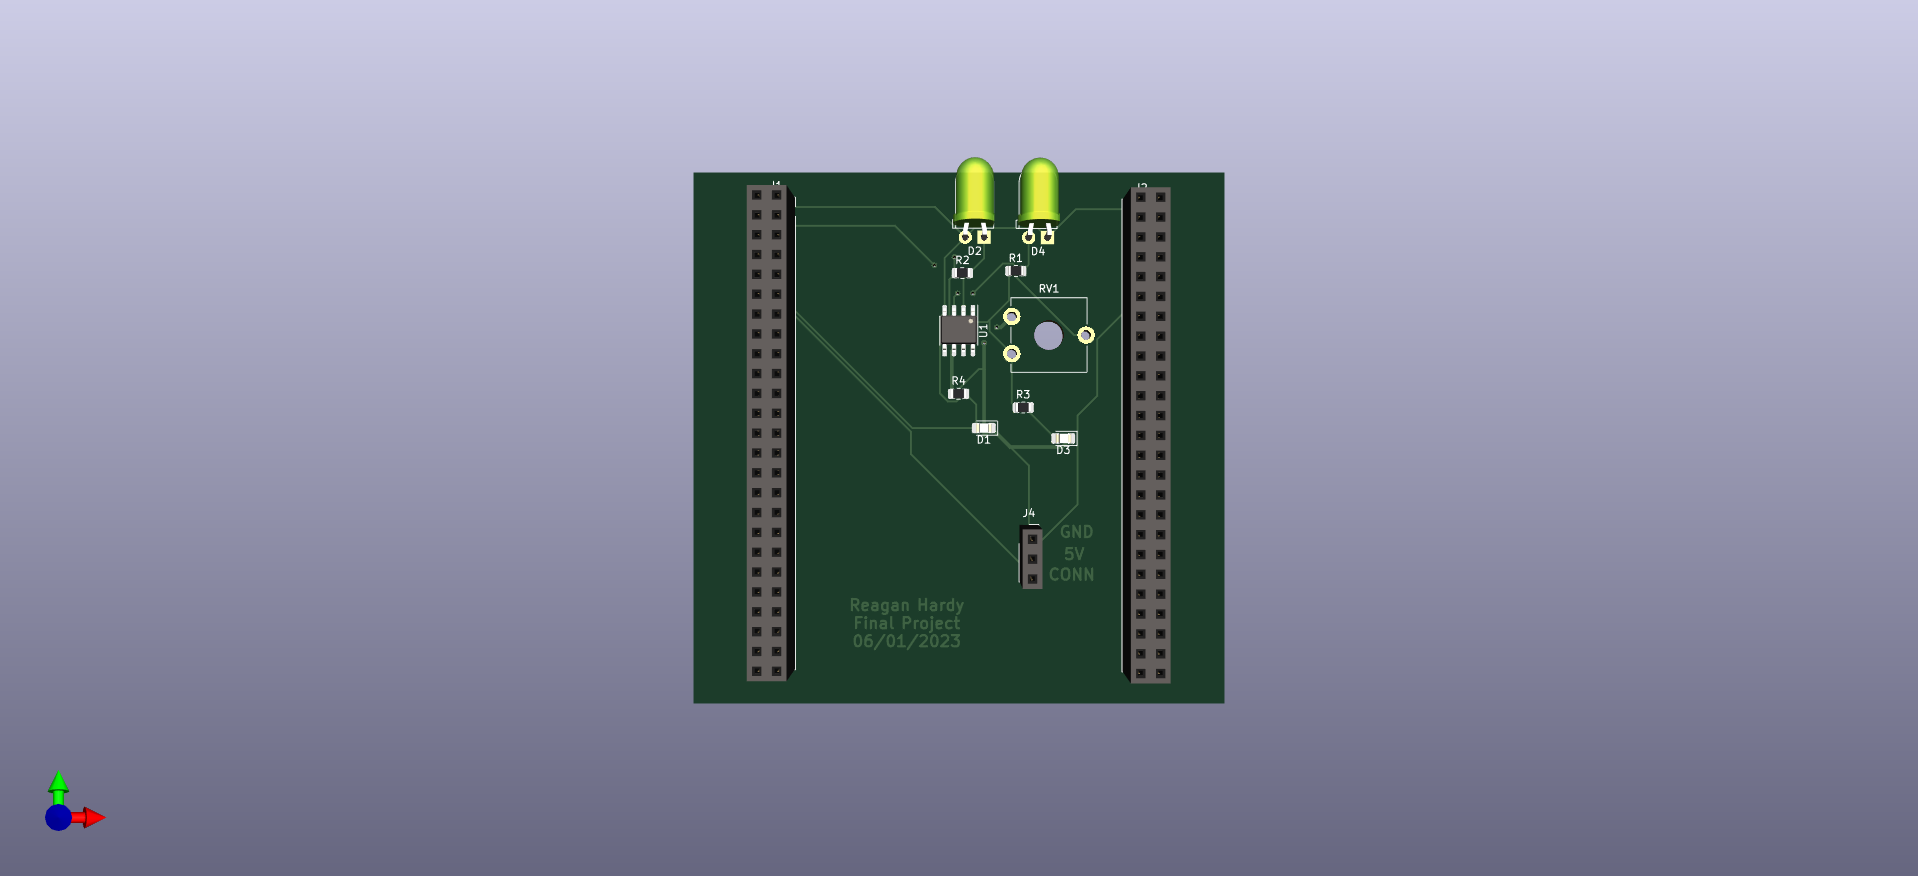 J1
J2
D2
D4
R2
R1
RV1
U1
R4
R3
D1
D3
J4
GND
5V
CONN
Reagan Hardy
Final Project
06/01/2023